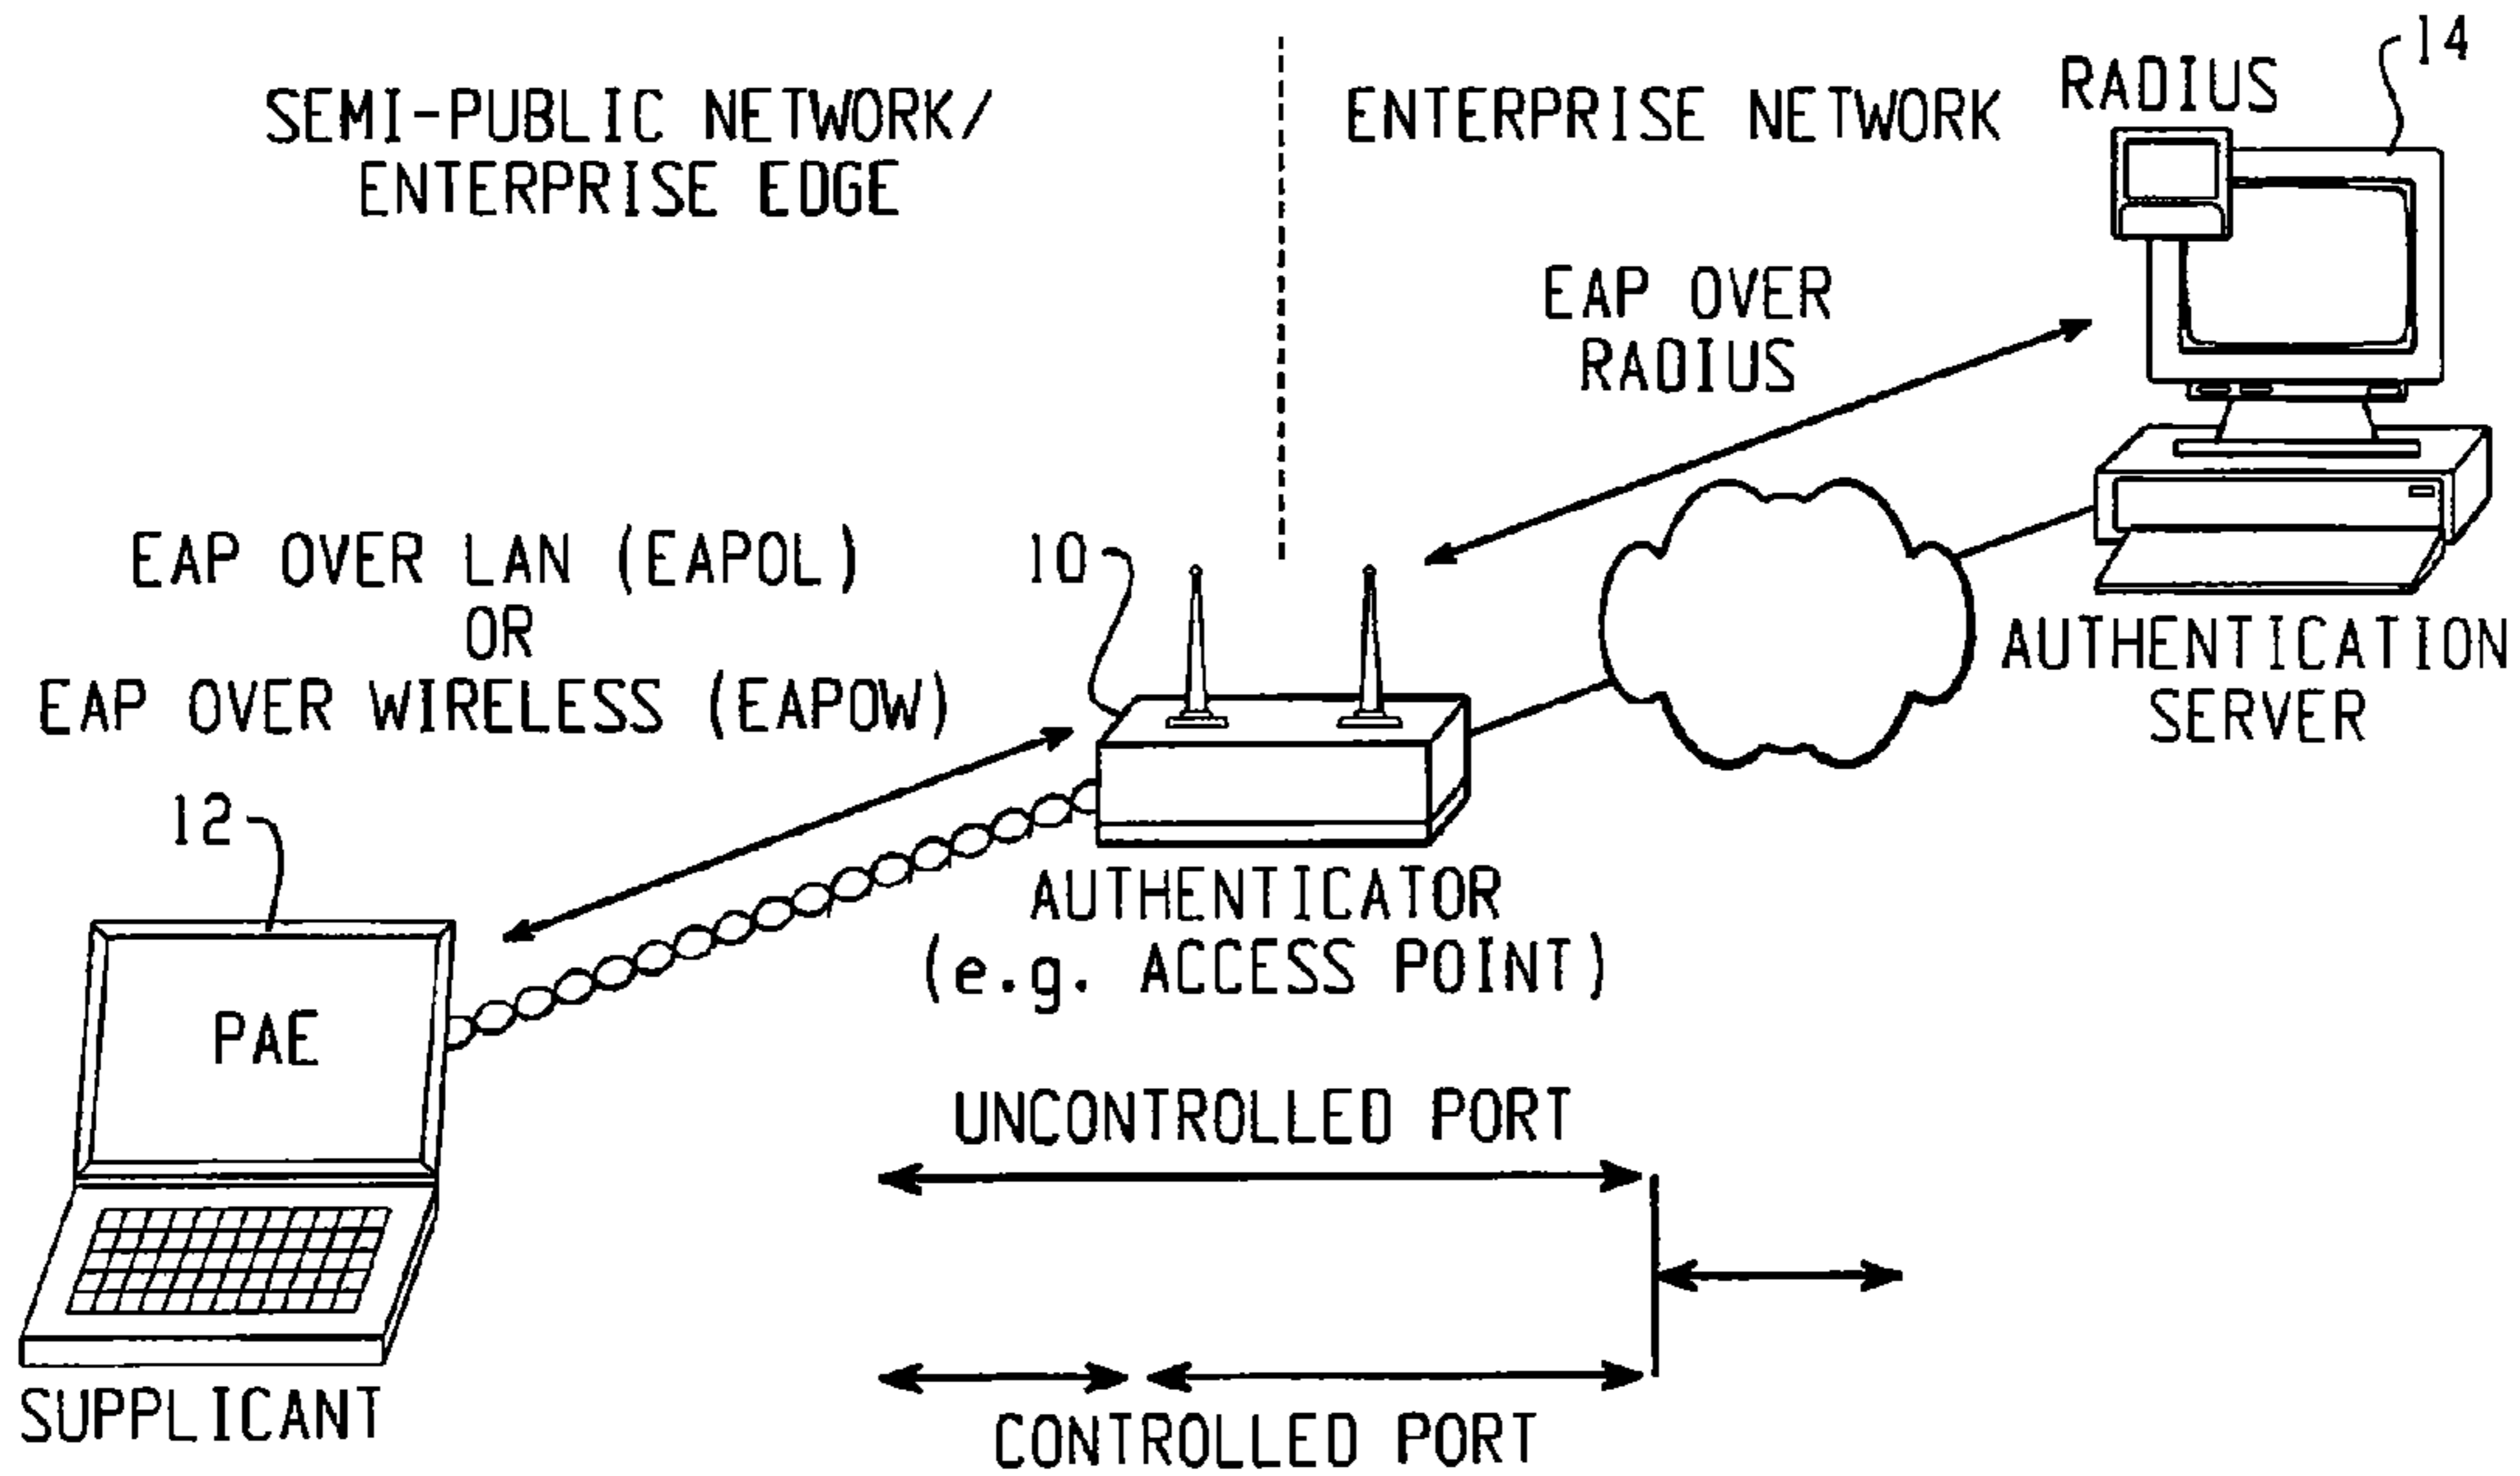 14
RADIUS
SEMI-PUBLIC NETWORK/
ENTERPRISE EDGE
ENTERPRISE NETWORK
EAP OVER
RADIUS
EAP OVER LAN (EAPOL)
OR
EAP OVER WIRELESS (EAPOW)
10
AUTHENTICATION
SERVER
12
AUTHENTICATOR
(e.g. ACCESS POINT)
PAE
UNCONTROLLED PORT
SUPPLICANT
CONTROLLED PORT